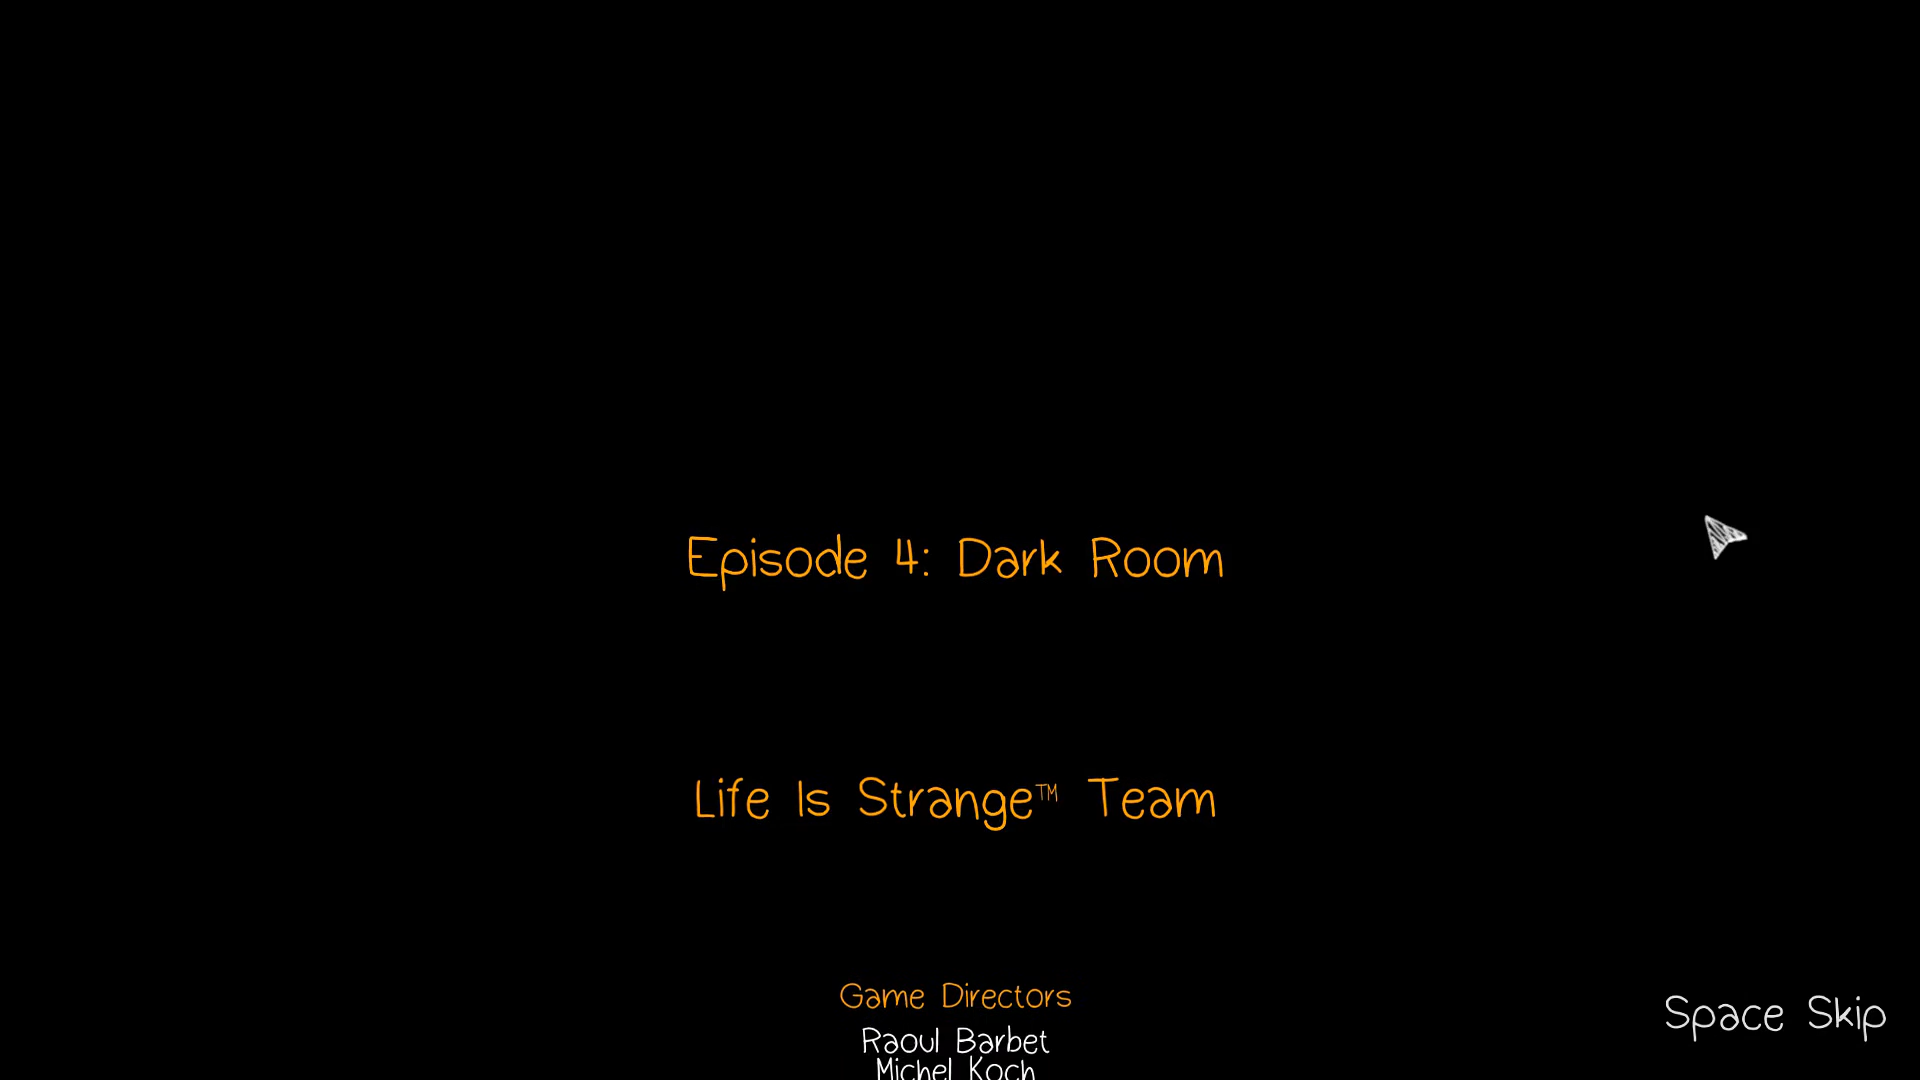 Episode 4: Dark Room
Life Is Strange™ Team
Game Directors
Raoul Barbet
Michel Koch
Space Skip